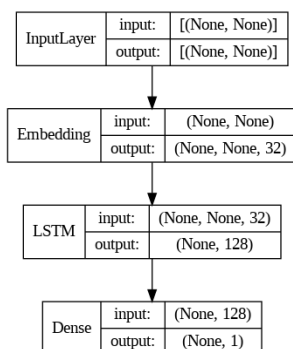 InputLayer input: [(None, None)]
output: [(None, None)]
Embedding input: (None, None)
output: (None, None, 32)
LSTM input: (None, None, 32)
output: (None, 128)
Dense input: (None, 128)
output: (None, 1)